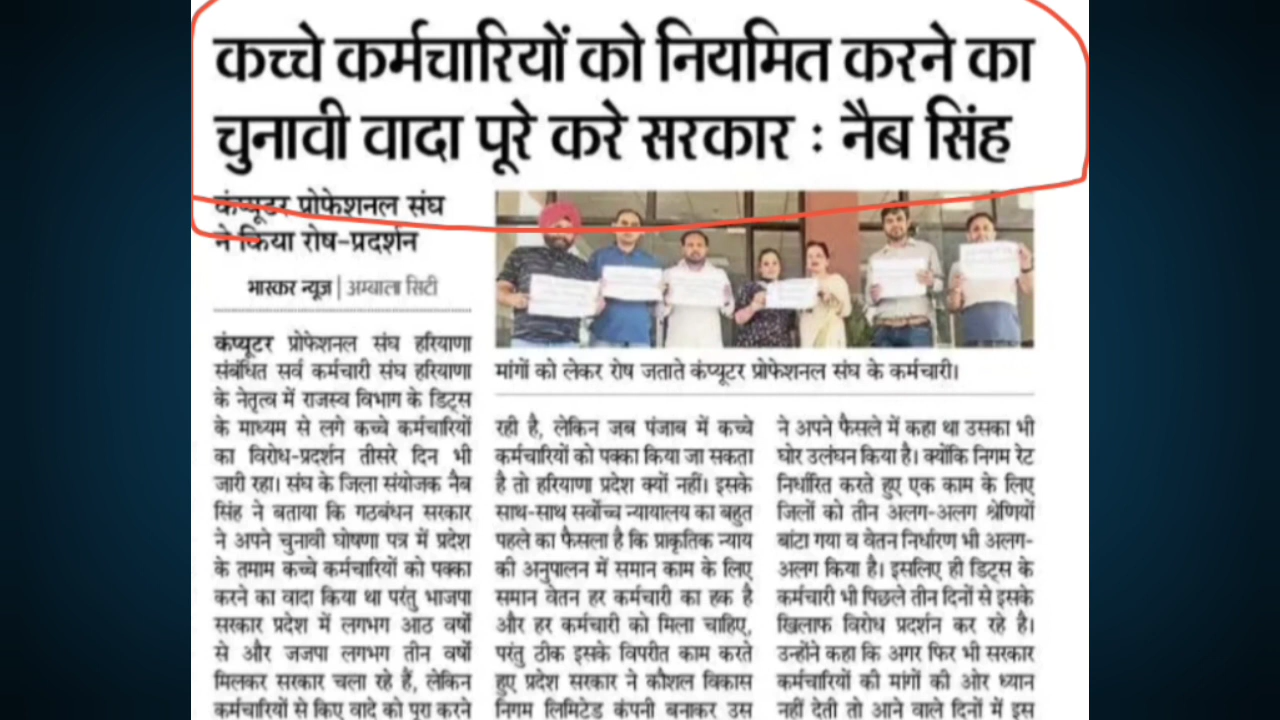 कच्चे कर्मचारियों को नियमित करने का
चुनावी वादा पूरे करे सरकार : नैब सिंह
कंप्यूटर प्रोफेशनल संघ
ने किया रोष-प्रदर्शन
भास्कर न्यूज | अम्बाला सिटी
कंप्यूटर प्रोफेशनल संघ हरियाणा
संबंधित सर्व कर्मचारी संघ हरियाणा
के नेतृत्व में राजस्व विभाग के डिट्स
के माध्यम से लगे कच्चे कर्मचारियों
का विरोध-प्रदर्शन तीसरे दिन भी
जारी रहा। संघ के जिला संयोजक नैब
सिंह ने बताया कि गठबंधन सरकार
ने अपने चुनावी घोषणा पत्र में प्रदेश
के तमाम कच्चे कर्मचारियों को पक्का
करने का वादा किया था परंतु भाजपा
सरकार प्रदेश में लगभग आठ वर्षों
से और जजपा लगभग तीन वर्षों
मिलकर सरकार चला रहे हैं, लेकिन
कर्मचारियों से किए वादे को पूरा करने
मांगों को लेकर रोष जताते कंप्यूटर प्रोफेशनल संघ के कर्मचारी।
रही है, लेकिन जब पंजाब में कच्चे
कर्मचारियों को पक्का किया जा सकता
है तो हरियाणा प्रदेश क्यों नहीं। इसके
साथ-साथ सर्वोच्च न्यायालय का बहुत
पहले का फैसला है कि प्राकृतिक न्याय
की अनुपालन में समान काम के लिए
समान वेतन हर कर्मचारी का हक है
और हर कर्मचारी को मिला चाहिए,
परंतु ठीक इसके विपरीत काम करते
हुए प्रदेश सरकार ने कौशल विकास
निगम लिमिटेड कंपनी बनाकर उस
ने अपने फैसले में कहा था उसका भी
घोर उलंघन किया है। क्योंकि निगम रेट
निर्धारित करते हुए एक काम के लिए
जिलों को तीन अलग-अलग श्रेणियों
बांटा गया व वेतन निर्धारण भी अलग-
अलग किया है। इसलिए ही डिट्स के
कर्मचारी भी पिछले तीन दिनों से इसके
खिलाफ विरोध प्रदर्शन कर रहे है।
उन्होंने कहा कि अगर फिर भी सरकार
कर्मचारियों की मांगों की ओर ध्यान
नहीं देती तो आने वाले दिनों में इस